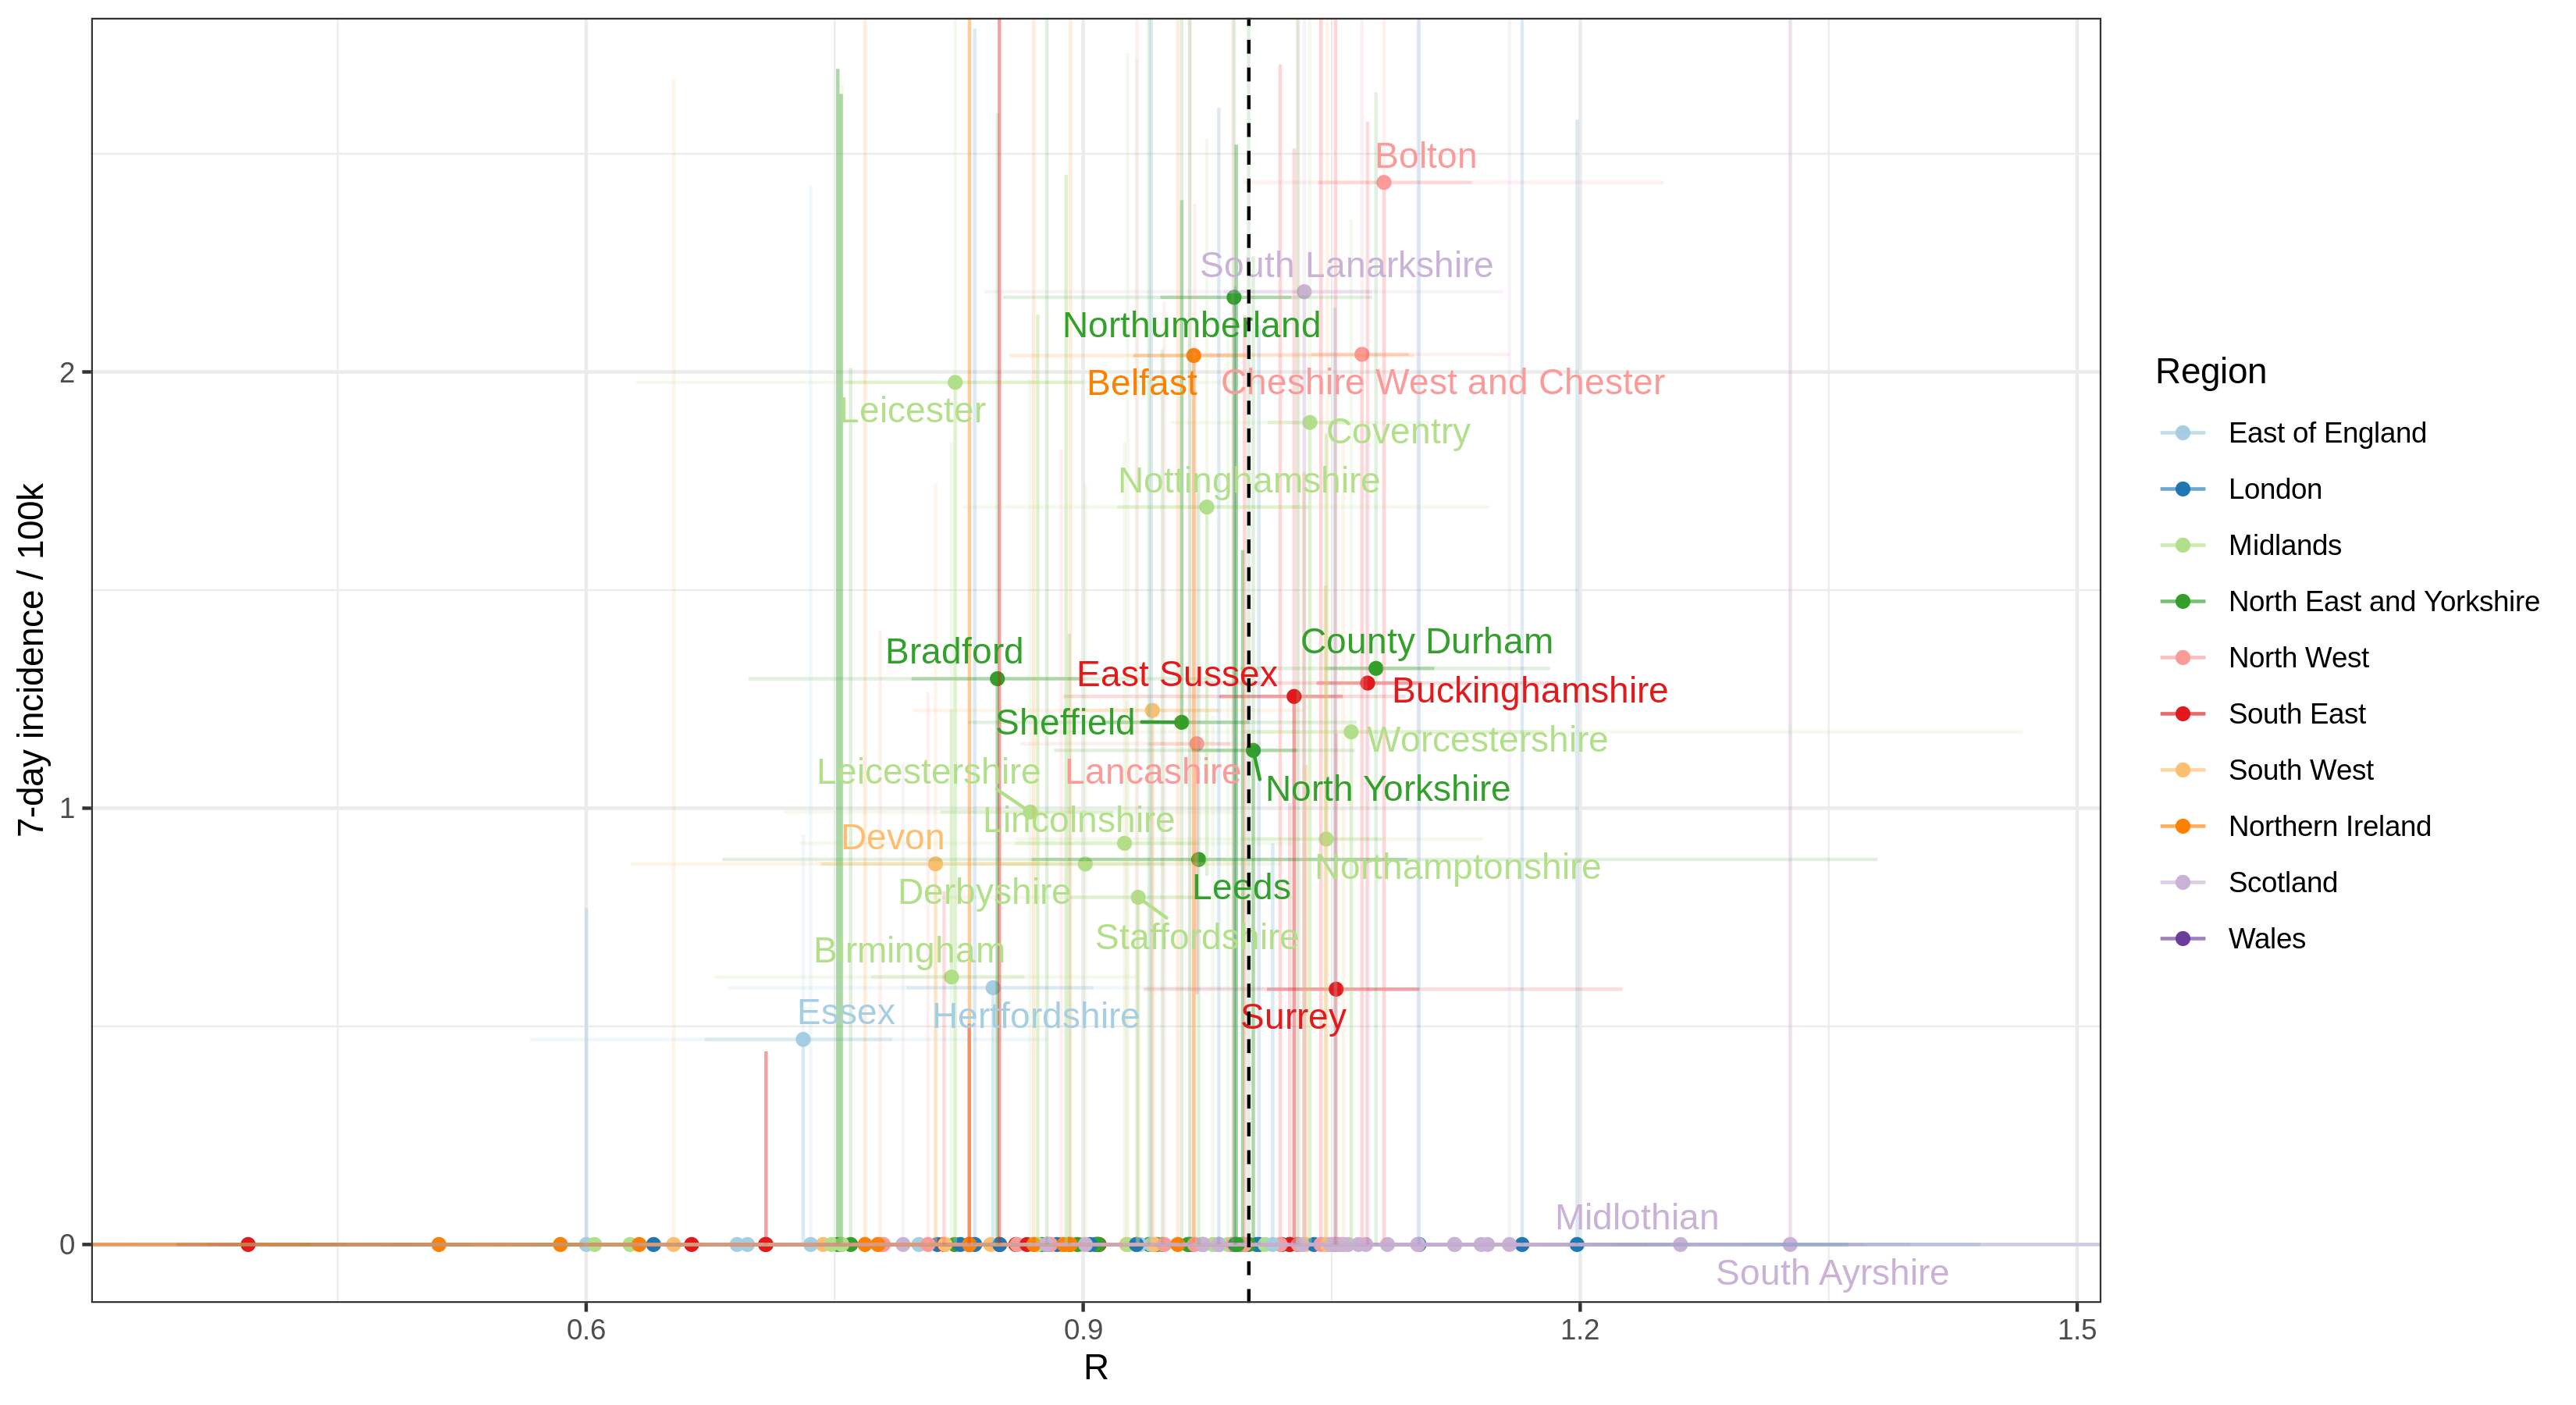 Bolton
South Lanarkshire
Northumberland
Belfast
Cheshire West and Chester
Leicester
Coventry
Nottinghamshire
Bradford
County Durham
East Sussex
Buckinghamshire
Sheffield
Worcestershire
Leicestershire
Lancashire
North Yorkshire
Lincolnshire
Devon
Northamptonshire
Derbyshire
Leeds
Staffordshire
Birmingham
Essex
Hertfordshire
Surrey
Midlothian
South Ayrshire
2
1
0
0.6
0.9
1.2
1.5
R
7-day incidence / 100k
Region
East of England
London
Midlands
North East and Yorkshire
North West
South East
South West
Northern Ireland
Scotland
Wales